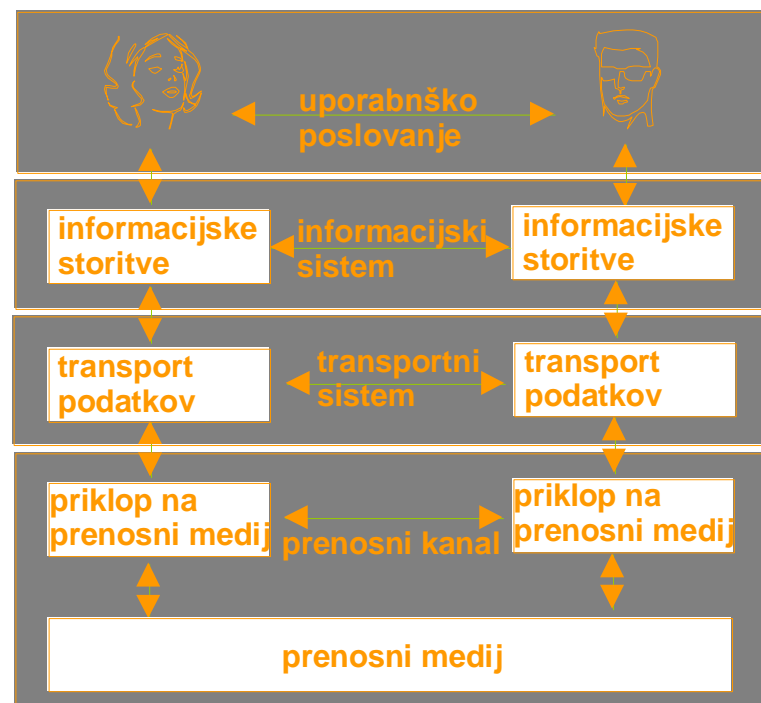 uporabnško
poslovanje
informacijske
storitve
informacijski
sistem
informacijske
storitve
transport
podatkov
transportni
sistem
transport
podatkov
priklop na
prenosni medij
prenosni kanal
priklop na
prenosni medij
prenosni medij